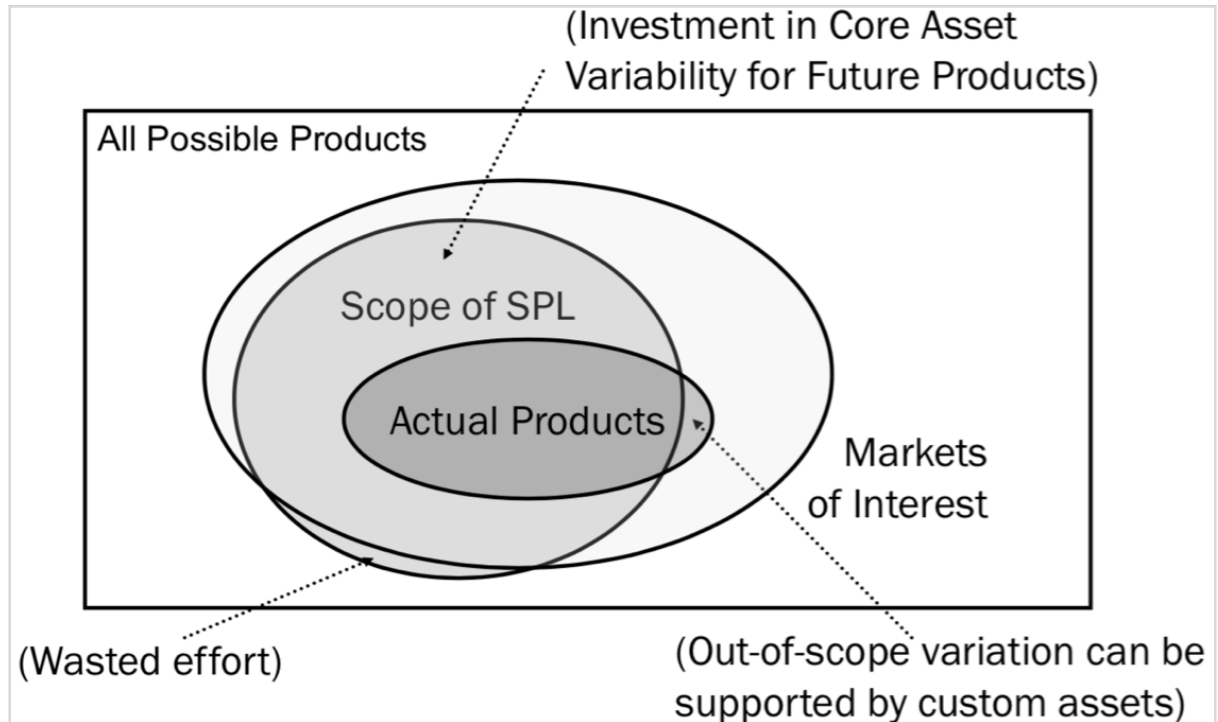 (Investment in Core Asset
Variability for Future Products)
All Possible Products
Scope of SPL
Actual Products
Markets
of Interest
(Wasted effort)
(Out-of-scope variation can be
supported by custom assets)